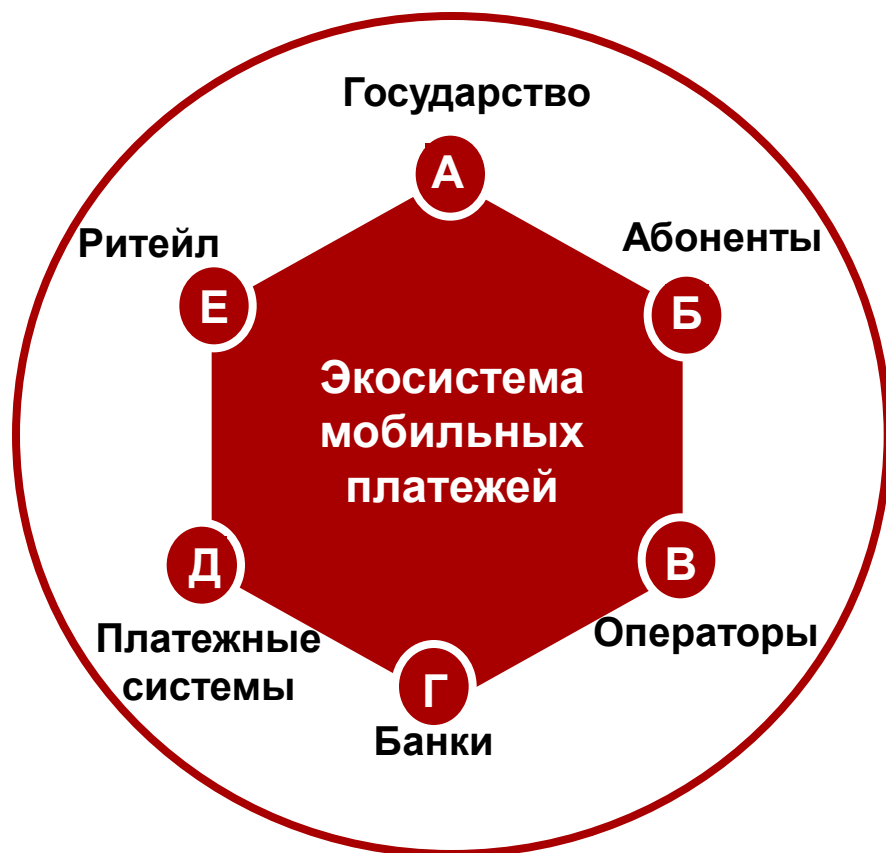 Государство
А
Абоненты
Б
Ритейл
Е
Экосистема
мобильных
платежей
В
Операторы
Д
Платежные
системы
Г
Банки